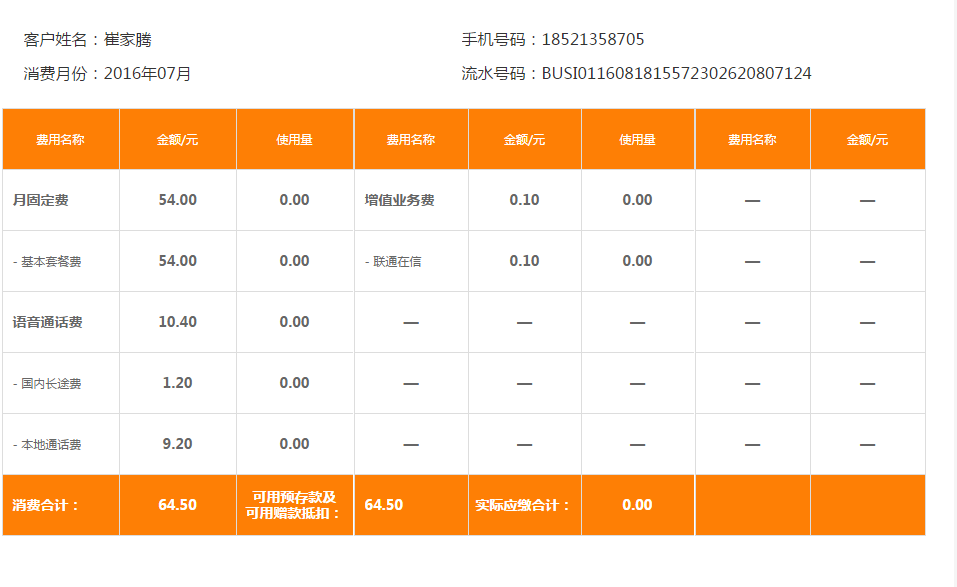 客户姓名：崔家腾 手机号码：18521358705
消费月份：2016年07月 流水号码：BUSI0116081815572302620807124
费用名称 金额/元 使用量 费用名称 金额/元 使用量 费用名称 金额/元
月固定费 54.00 0.00 增值业务费 0.10 0.00 — —
- 基本套餐费 54.00 0.00 - 联通在信 0.10 0.00 — —
语音通话费 10.40 0.00 — — — — —
- 国内长途费 1.20 0.00 — — — — —
- 本地通话费 9.20 0.00 — — — — —
消费合计： 64.50 可用预存款及可用赠款抵扣： 64.50 实际应缴合计： 0.00